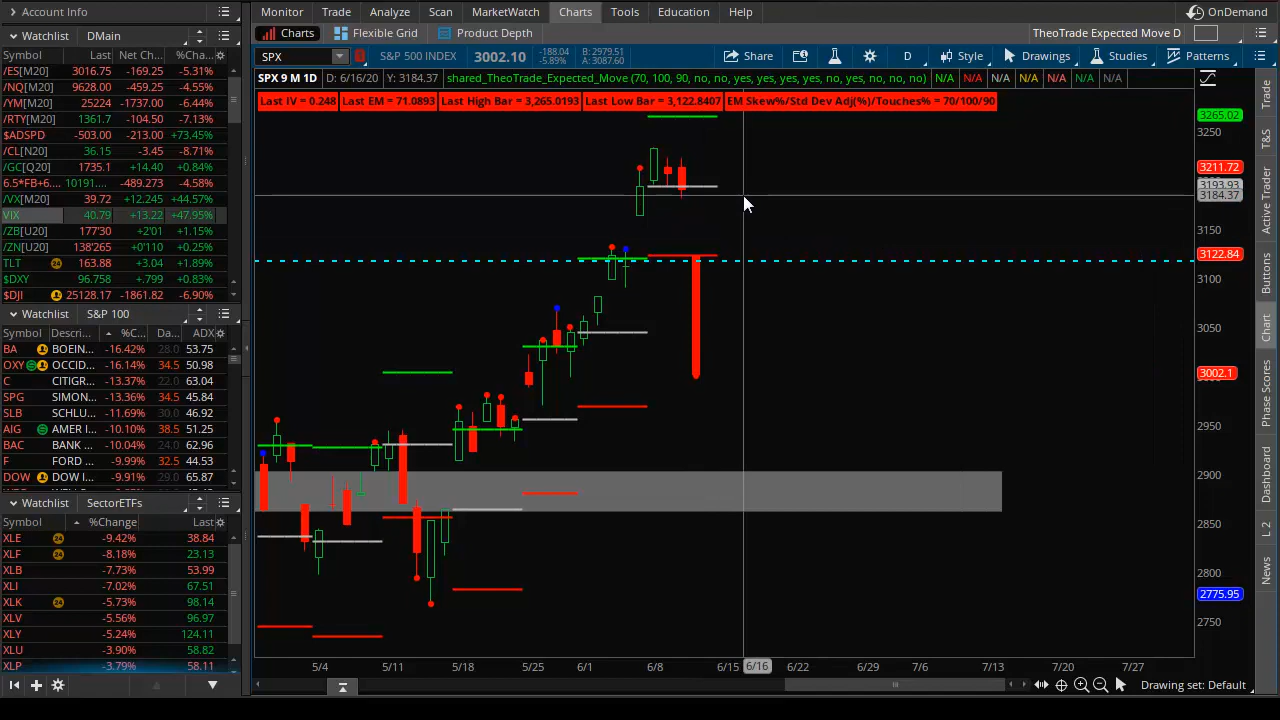 Account Info
Monitor Trade Analyze Scan MarketWatch Charts Tools Education Help
OnDemand
Watchlist DMain
Charts Flexible Grid Product Depth
TheoTrade Expected Move D
Symbol Last Net Ch... %Cha...
SPX S&P 500 INDEX 3002.10 -188.04 -5.89% B: 2979.51 A: 3087.60 Share D Style Drawings Studies Patterns
/ES[M20] 3016.75 -169.25 -5.31%
/NQ[M20] 9628.00 -459.25 -4.55%
/YM[M20] 25224 -1737.00 -6.44%
/RTY[M20] 1361.7 -104.50 -7.13%
$ADSPD -503.00 -213.00 +73.45%
/CL[N20] 36.15 -3.45 -8.71%
/GC[Q20] 1735.1 +14.40 +0.84%
6.5*FB+6.... 10191.... -489.273 -4.58%
/VX[M20] 39.72 +12.245 +44.57%
VIX 40.79 +13.22 +47.95%
/ZB[U20] 177'30 +2'01 +1.15%
/ZN[U20] 138'265 +0'110 +0.25%
TLT 24 163.88 +3.04 +1.89%
$DXY 96.758 +.799 +0.83%
$DJI 25128.17 -1861.82 -6.90%
SPX 9 M 1D D: 6/16/20 Y: 3184.37 shared_TheoTrade_Expected_Move (70, 100, 90, no, no, yes, yes, yes, yes, no, yes, no, no, no) N/A N/A N/A N/A N/A N/A N/A
Last IV = 0.248 Last EM = 71.0893 Last High Bar = 3,265.0193 Last Low Bar = 3,122.8407 EM Skew%/Std Dev Adj(%)/Touches% = 70/100/90
3265.02
3250
3211.72
3193.93
3184.37
3150
3122.84
3100
3050
3002.1
2950
2900
2850
2800
2775.95
2750
Watchlist S&P 100
Symbol Descri... %C... Da... ADX
BA BOEIN... -16.42% 28.0 53.75
OXY OCCID... -16.14% 34.5 50.98
C CITIGR... -13.37% 22.0 63.04
SPG SIMON... -13.36% 34.5 45.84
SLB SCHLU... -11.69% 30.0 46.92
AIG AMER I... -10.10% 38.5 51.25
BAC BANK ... -10.04% 24.0 62.96
F FORD ... -9.99% 32.5 44.53
DOW DOW I... -9.91% 29.0 65.87
Watchlist SectorETFs
Symbol %Change Last
XLE 24 -9.42% 38.84
XLF 24 -8.18% 23.13
XLB -7.73% 53.99
XLI -7.02% 67.51
XLK 24 -5.73% 98.14
XLV -5.56% 96.97
XLY -5.24% 124.11
XLU -3.90% 58.82
XLP -3.79% 58.11
5/4 5/11 5/18 5/25 6/1 6/8 6/15 6/16 6/22 6/29 7/6 7/13 7/20 7/27
Drawing set: Default
Trade
T&S
Active Trader
Buttons
Chart
Phase Scores
Dashboard
L 2
News